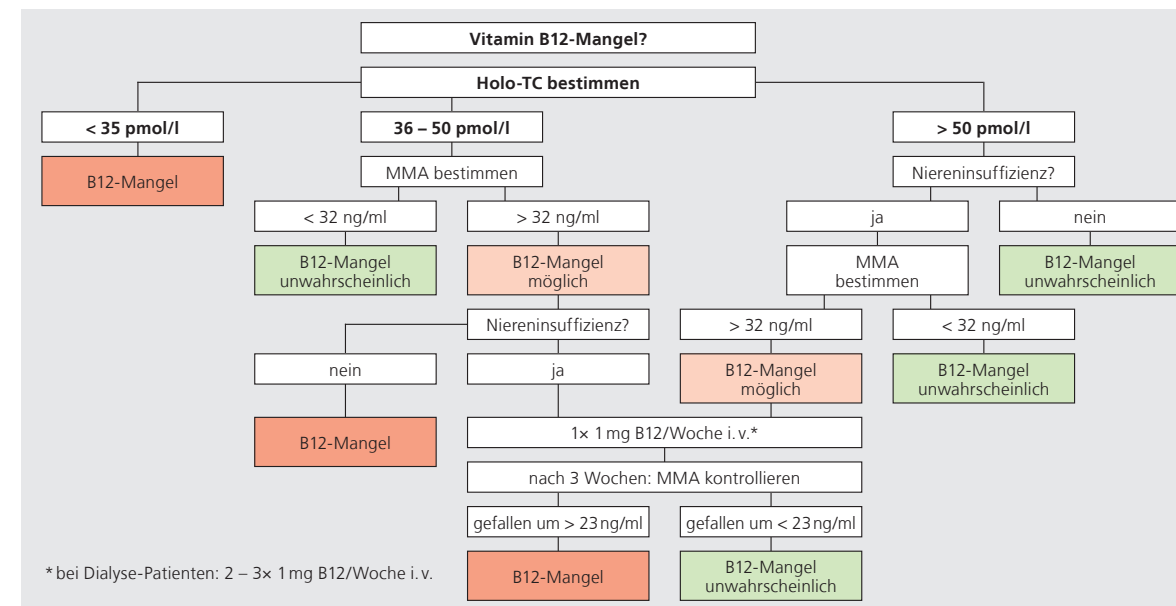 Vitamin B12-Mangel?
Holo-TC bestimmen
< 35 pmol/l
36 – 50 pmol/l
> 50 pmol/l
B12-Mangel
MMA bestimmen
Niereninsuffizienz?
< 32 ng/ml
> 32 ng/ml
ja
nein
B12-Mangel
unwahrscheinlich
B12-Mangel
möglich
MMA
bestimmen
B12-Mangel
unwahrscheinlich
Niereninsuffizienz?
> 32 ng/ml
< 32 ng/ml
nein
ja
B12-Mangel
möglich
B12-Mangel
unwahrscheinlich
B12-Mangel
1× 1 mg B12/Woche i. v.*
nach 3 Wochen: MMA kontrollieren
gefallen um > 23 ng/ml
gefallen um < 23 ng/ml
B12-Mangel
B12-Mangel
unwahrscheinlich
* bei Dialyse-Patienten: 2 – 3× 1 mg B12/Woche i. v.